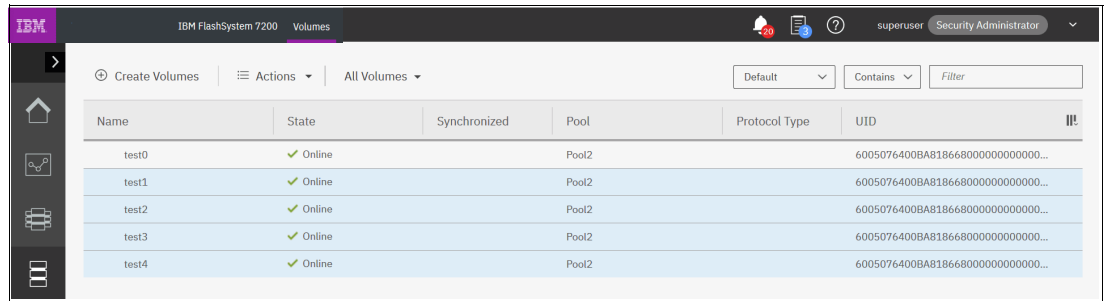 IBM IBM FlashSystem 7200 Volumes 20 3 ? superuser Security Administrator
Create Volumes Actions All Volumes Default Contains Filter
Name State Synchronized Pool Protocol Type UID
test0 Online Pool2 6005076400BA818668000000000000...
test1 Online Pool2 6005076400BA818668000000000000...
test2 Online Pool2 6005076400BA818668000000000000...
test3 Online Pool2 6005076400BA818668000000000000...
test4 Online Pool2 6005076400BA818668000000000000...